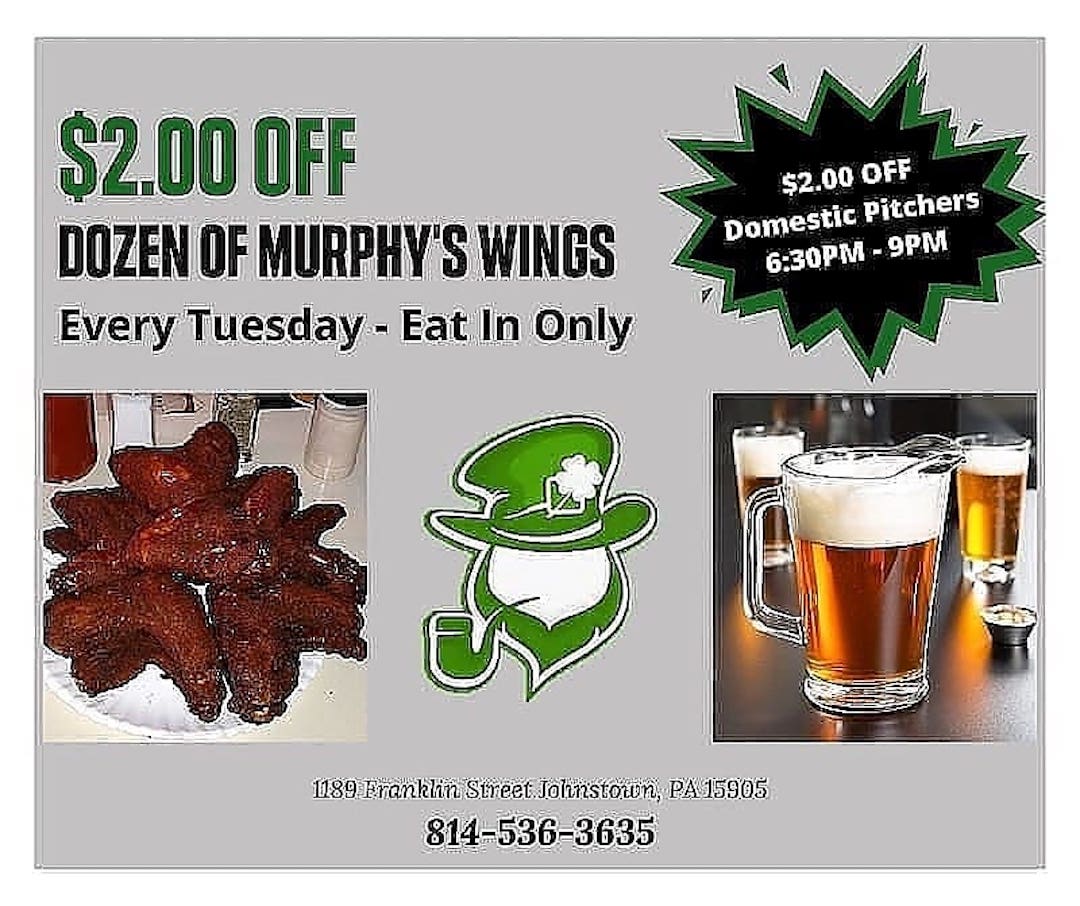 $2.00 OFF
DOZEN OF MURPHY'S WINGS
Every Tuesday - Eat In Only
$2.00 OFF
Domestic Pitchers
6:30PM - 9PM
1189 Franklin Street Johnstown, PA 15905
814-536-3635